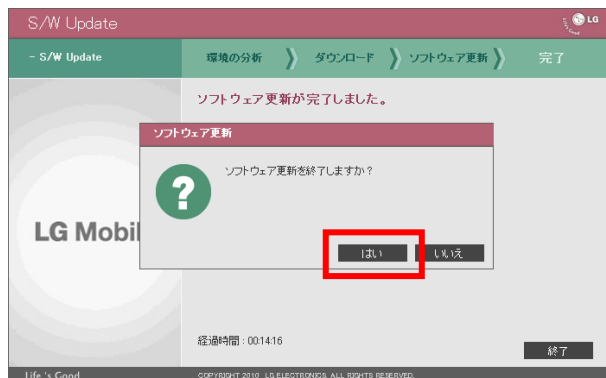 S/W Update
LG
- S/W Update
環境の分析 》 ダウンロード 》 ソフトウェア更新 》 完了
ソフトウェア更新が完了しました。
ソフトウェア更新
?
ソフトウェア更新を終了しますか？
LG Mobil
はい
いいえ
経過時間 : 00:14:16
終了
Life's Good
COPYRIGHT 2010 LG ELECTRONICS. ALL RIGHTS RESERVED.